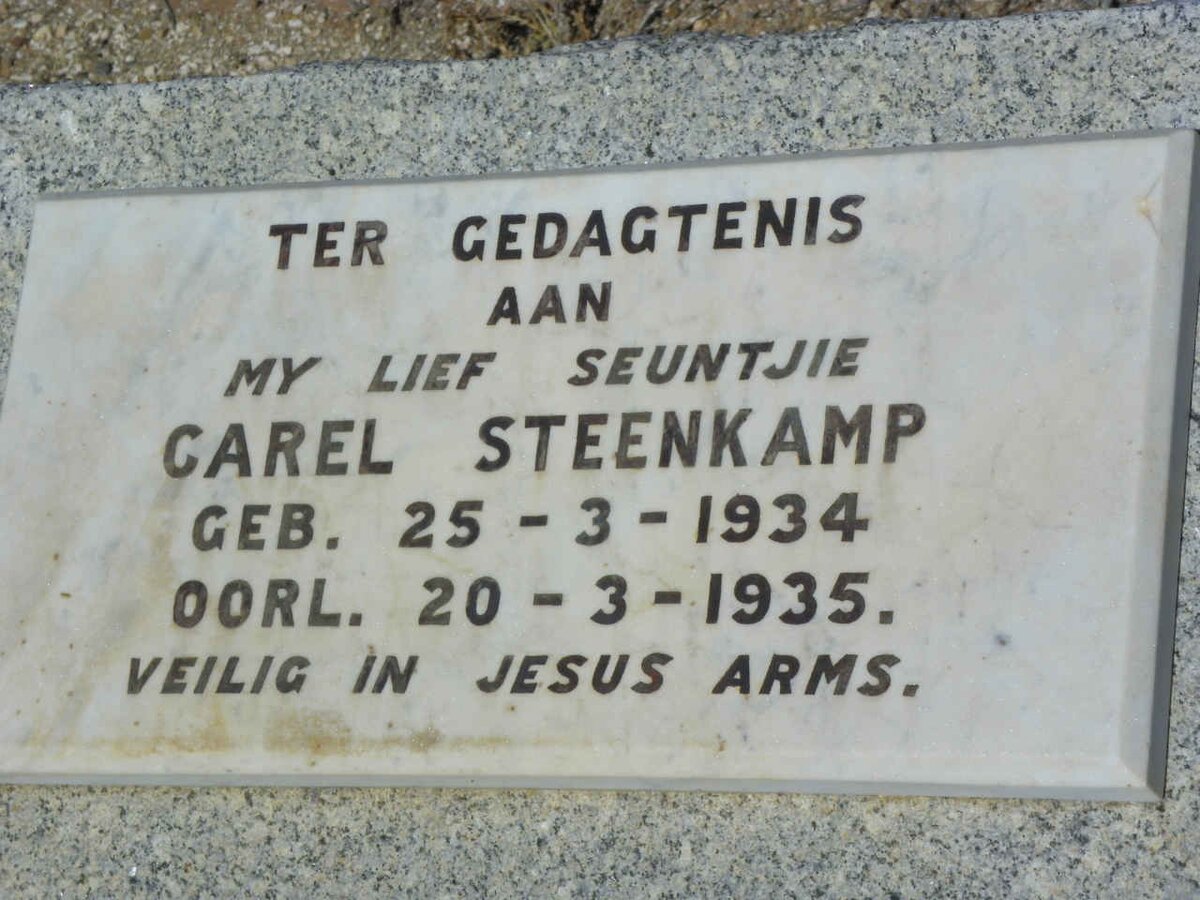 TER GEDAGTENIS
AAN
MY LIEF SEUNTJIE
CAREL STEENKAMP
GEB. 25-3-1934
OORL. 20-3-1935.
VEILIG IN JESUS ARMS.